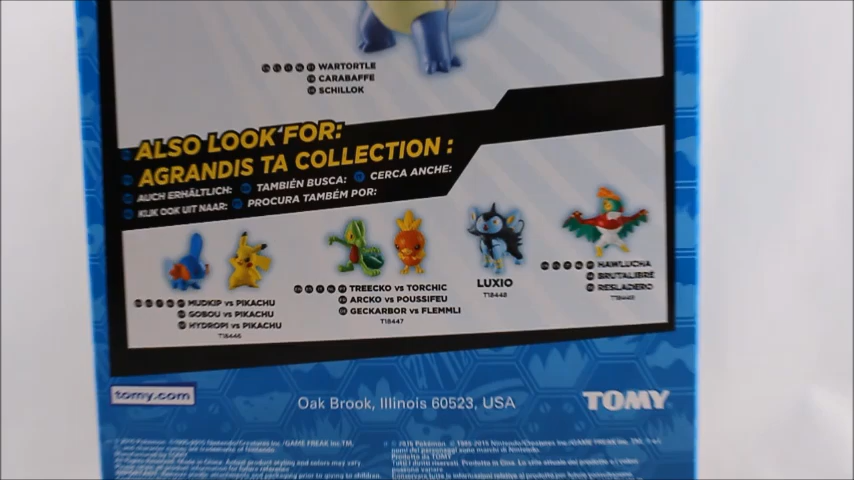 WARTORTLE
CARABAFFE
SCHILLOK
ALSO LOOK FOR:
AGRANDIS TA COLLECTION :
AUCH ERHÄLTLICH: TAMBIÉN BUSCA: CERCA ANCHE:
KIJK OOK UIT NAAR: PROCURA TAMBÉM POR:
MUDKIP vs PIKACHU
GOBOU vs PIKACHU
HYDROPI vs PIKACHU
T18446
TREECKO vs TORCHIC
ARCKO vs POUSSIFEU
GECKARBOR vs FLEMMLI
T18447
LUXIO
T18448
HAWLUCHA
BRUTALIBRÉ
RESLADERO
T18449
tomy.com
Oak Brook, Illinois 60523, USA
TOMY